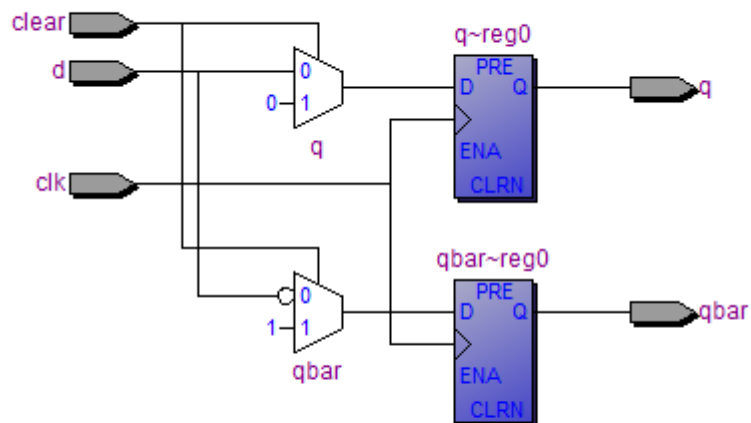 clear
d
clk
0
0 1
q
q~reg0
PRE
D Q
ENA
CLRN
q
0
1 1
qbar
qbar~reg0
PRE
D Q
ENA
CLRN
qbar